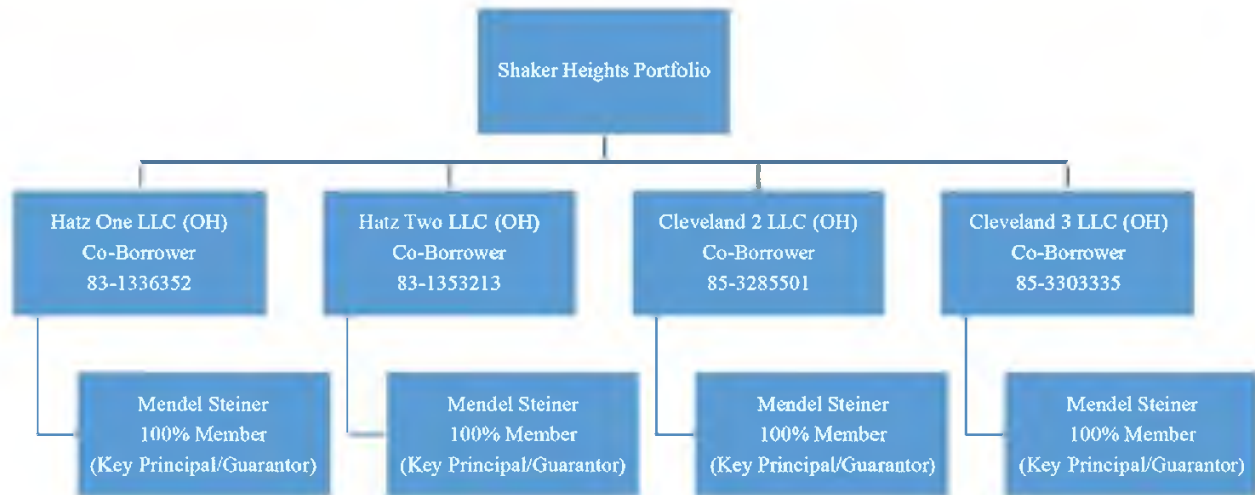 Shaker Heights Portfolio
Hatz One LLC (OH)
Co-Borrower
83-1336352
Hatz Two LLC (OH)
Co-Borrower
83-1353213
Cleveland 2 LLC (OH)
Co-Borrower
85-3285501
Cleveland 3 LLC (OH)
Co-Borrower
85-3303335
Mendel Steiner
100% Member
(Key Principal/Guarantor)
Mendel Steiner
100% Member
(Key Principal/Guarantor)
Mendel Steiner
100% Member
(Key Principal/Guarantor)
Mendel Steiner
100% Member
(Key Principal/Guarantor)